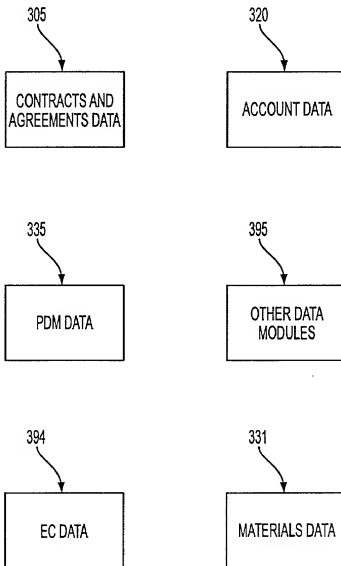 305
320
CONTRACTS AND
AGREEMENTS DATA
ACCOUNT DATA
335
395
PDM DATA
OTHER DATA
MODULES
394
331
EC DATA
MATERIALS DATA